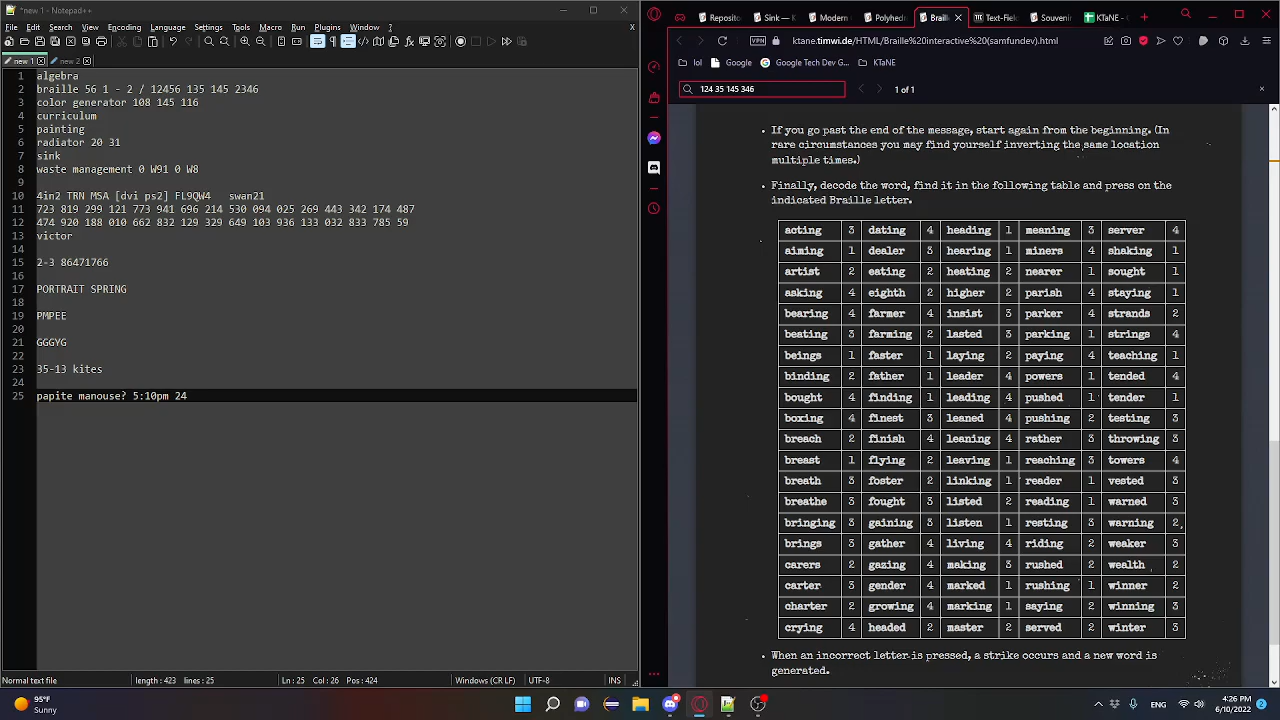 *new 1 - Notepad++
File Edit Search View Encoding Language Settings Tools Macro Run Plugins Window ?
X
new 1 new 2
1 algebra
2 braille 56 1 - 2 / 12456 135 145 2346
3 color generator / 145 116
4 curriculum
5 painting
6 radiator 20 31
7 sink
8 waste management 0 W91 0 W8
9
10 4in2 TRN MSA [dvi ps2] FL9QW4 - swan21
11 723 816 299 121 773 941 696 214 530 094 025 269 443 342 174 487
12 474 920 188 010 662 832 129 335 649 103 936 133 032 833 785 59
13 victor
14
15 2-3 86471766
16
17 PORTRAIT SPRING
18
19 PMPEE
20
21 GGGYG
22
23 35-13 kites
24
25 papite manouse? 5:10pm 24
Normal text file length: 423 lines: 25 Ln: 25 Col: 26 Pos: 424 Windows (CR LF) UTF-8 INS
Reposito Sink — K Modern Polyhedr Braill Text-Field Souvenir KTaNE - C
VPN ktane.timwi.de/HTML/Braille%20interactive%20(samfundev).html
lol Google Google Tech Dev G... KTaNE
124 35 145 346 1 of 1
If you go past the end of the message, start again from the beginning. (In
rare circumstances you may find yourself inverting the same location
multiple times.)
Finally, decode the word, find it in the following table and press on the
indicated Braille letter.
acting 3 dating 4 heading 1 meaning 3 server 4
aiming 1 dealer 3 hearing 1 miners 4 shaking 1
artist 2 eating 2 heating 2 nearer 1 sought 1
asking 4 eighth 2 higher 2 parish 4 staying 1
bearing 4 farmer 4 insist 3 parker 4 strands 2
beating 3 farming 2 lasted 3 parking 1 strings 4
beings 1 faster 1 laying 2 paying 4 teaching 1
binding 2 father 1 leader 4 powers 1 tended 4
bought 4 finding 1 leading 4 pushed 1 tender 1
boxing 4 finest 3 leaned 4 pushing 2 testing 3
breach 2 finish 4 leaning 4 rather 3 throwing 3
breast 1 flying 2 leaving 1 reaching 3 towers 4
breath 3 foster 2 linking 1 reader 1 vested 3
breathe 3 fought 3 listed 2 reading 1 warned 3
bringing 3 gaining 3 listen 1 resting 3 warning 2
brings 3 gather 4 living 4 riding 2 weaker 3
carers 2 gazing 4 making 3 rushed 2 wealth 2
carter 3 gender 4 marked 1 rushing 1 winner 2
charter 2 growing 4 marking 1 saying 2 winning 3
crying 4 headed 2 master 2 served 2 winter 3
When an incorrect letter is pressed, a strike occurs and a new word is
generated.
95°F
Sunny
ENG
4:26 PM
6/10/2022
2